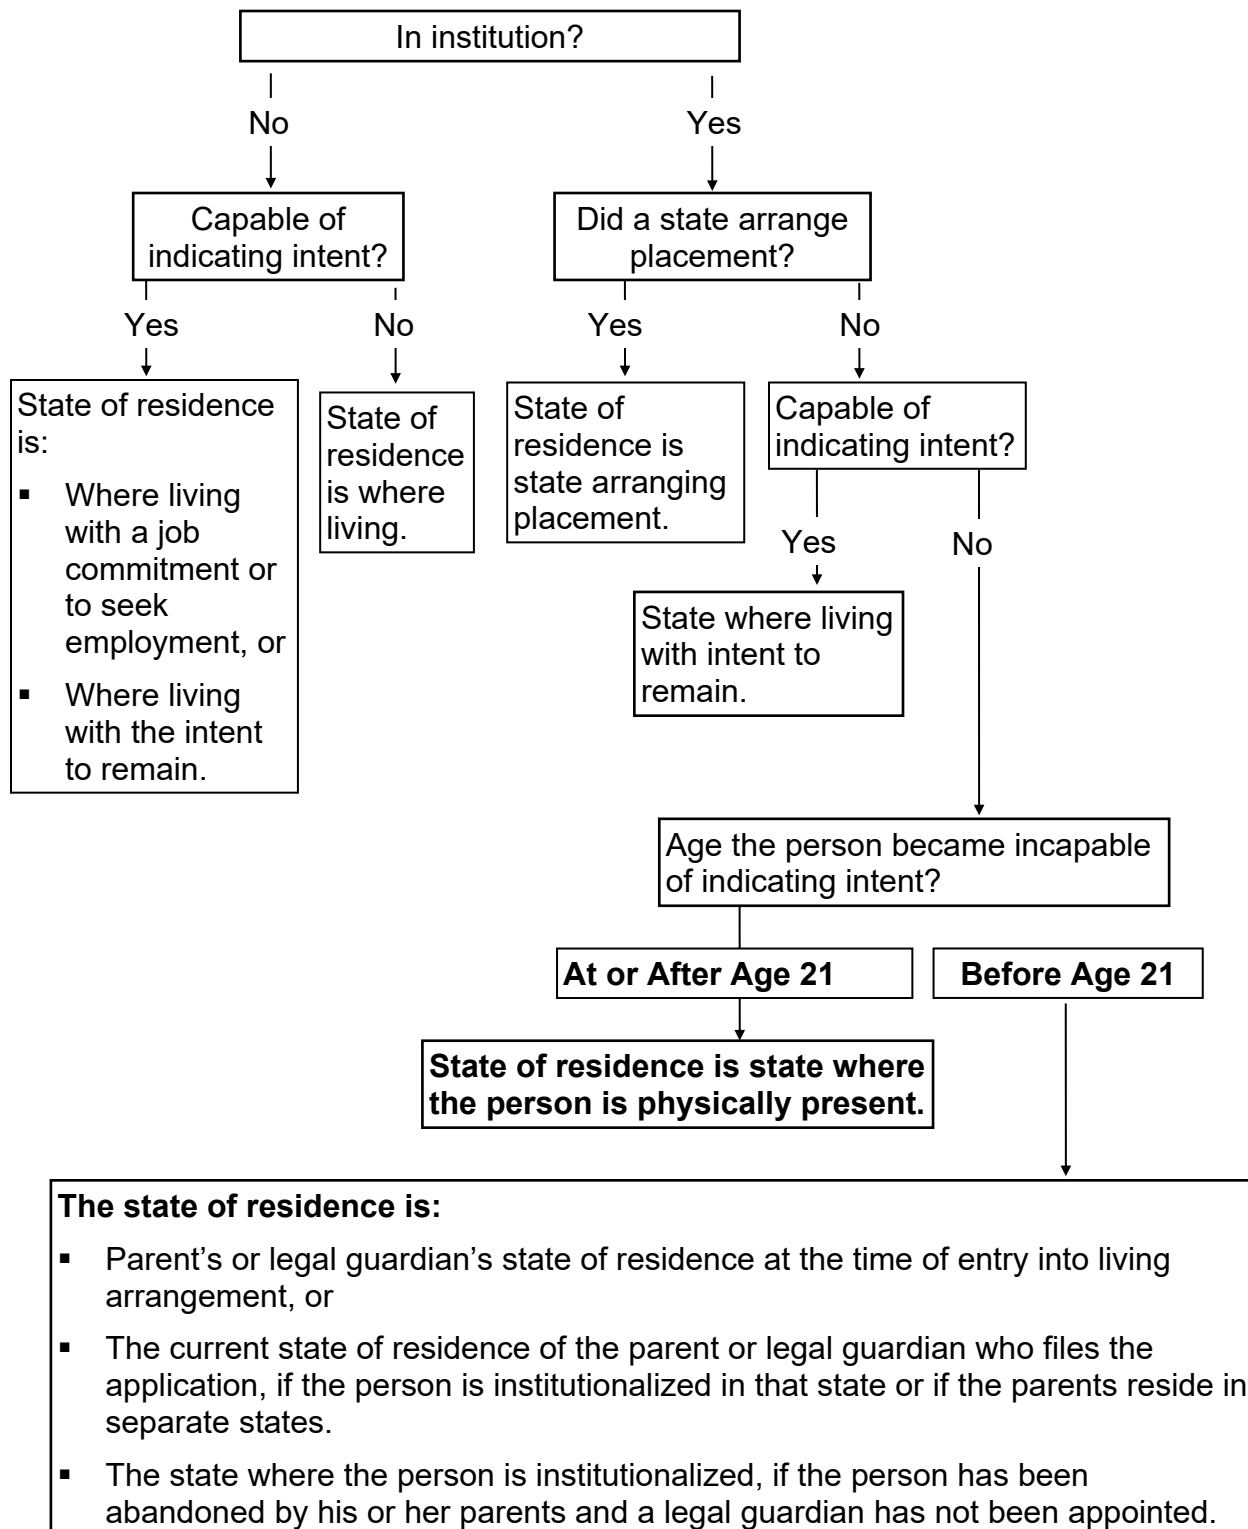 In institution?
No
Yes
Capable of
indicating intent?
Did a state arrange
placement?
Yes
No
Yes
No
State of residence
is:
▪ Where living
with a job
commitment or
to seek
employment, or
▪ Where living
with the intent
to remain.
State of
residence
is where
living.
State of
residence is
state arranging
placement.
Capable of
indicating intent?
Yes
No
State where living
with intent to
remain.
Age the person became incapable
of indicating intent?
At or After Age 21
Before Age 21
State of residence is state where
the person is physically present.
The state of residence is:
▪ Parent’s or legal guardian’s state of residence at the time of entry into living
arrangement, or
▪ The current state of residence of the parent or legal guardian who files the
application, if the person is institutionalized in that state or if the parents reside in
separate states.
▪ The state where the person is institutionalized, if the person has been
abandoned by his or her parents and a legal guardian has not been appointed.